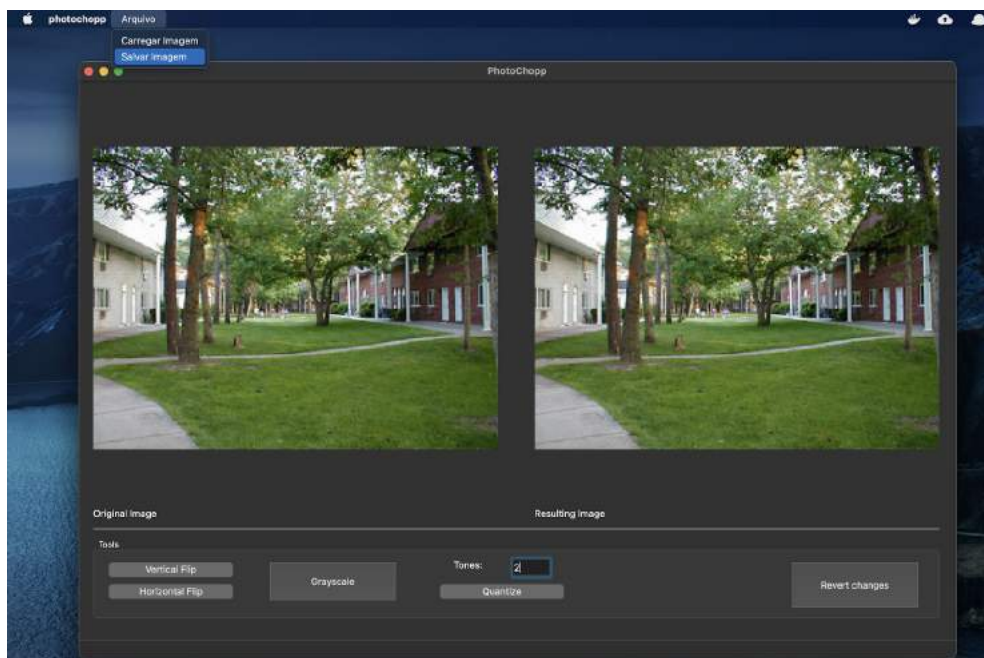 photochopp Arquivo
Carregar Imagem
Salvar Imagem
PhotoChopp
Original Image
Resulting Image
Tools
Vertical Flip
Horizontal Flip
Grayscale
Tones: 2
Quantize
Revert changes